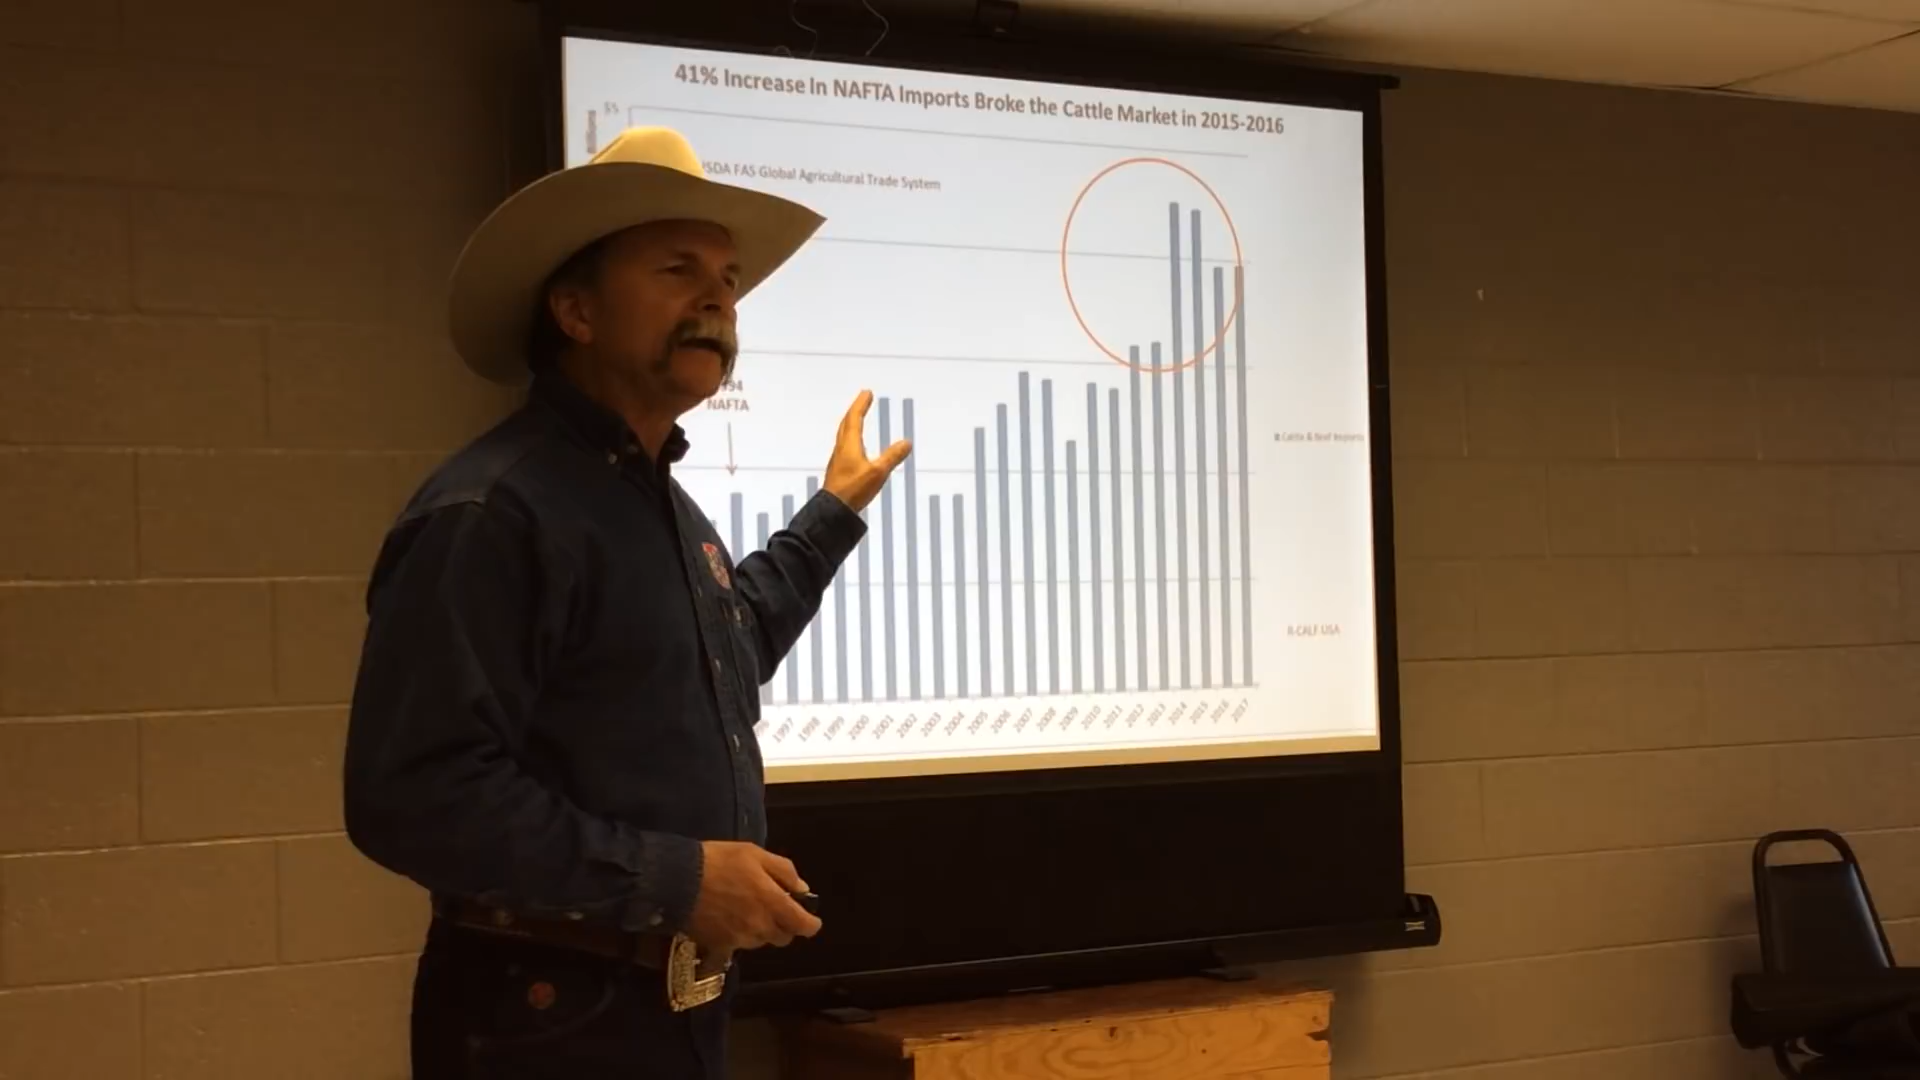 41% Increase In NAFTA Imports Broke the Cattle Market in 2015-2016
$5
USDA FAS Global Agricultural Trade System
NAFTA
Cattle & Beef Imports
R-CALF USA
1997 1998 1999 2000 2001 2002 2003 2004 2005 2006 2007 2008 2009 2010 2011 2012 2013 2014 2015 2016 2017